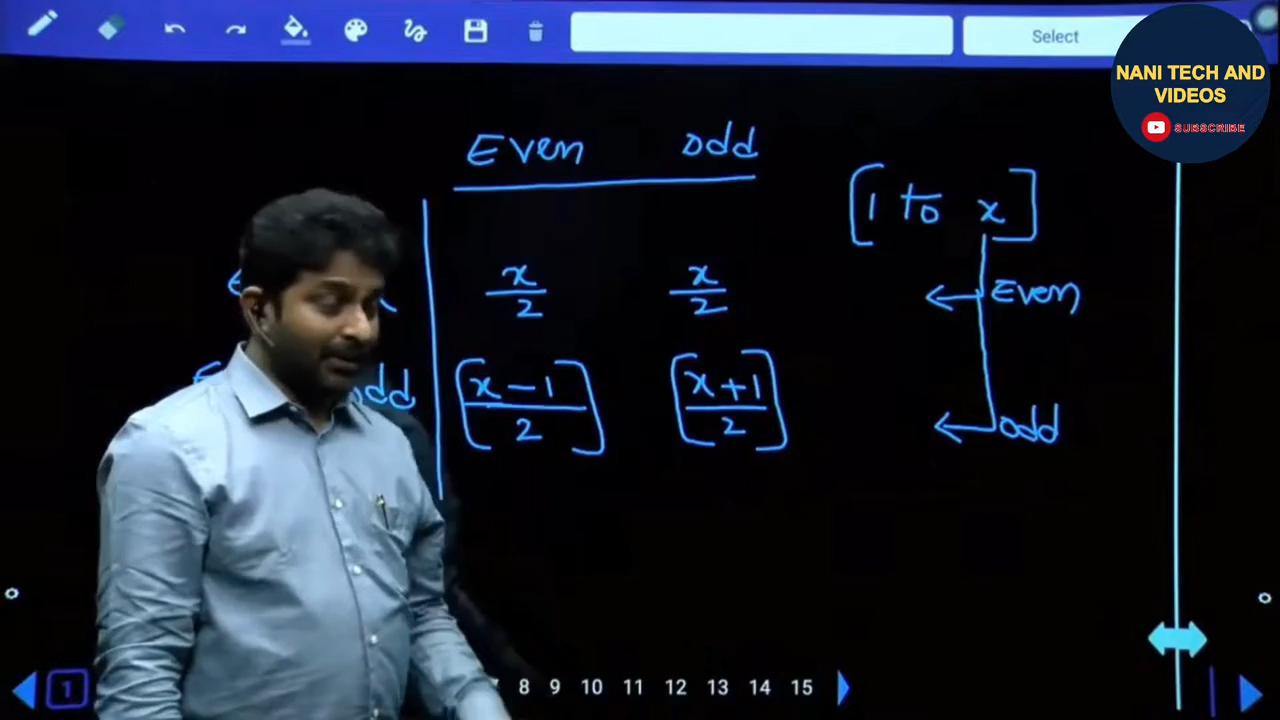 Select
NANI TECH AND
VIDEOS
SUBSCRIBE
Even odd
[1 to x]
x/2 x/2
← Even
odd [x-1/2] [x+1/2]
← odd
1 8 9 10 11 12 13 14 15